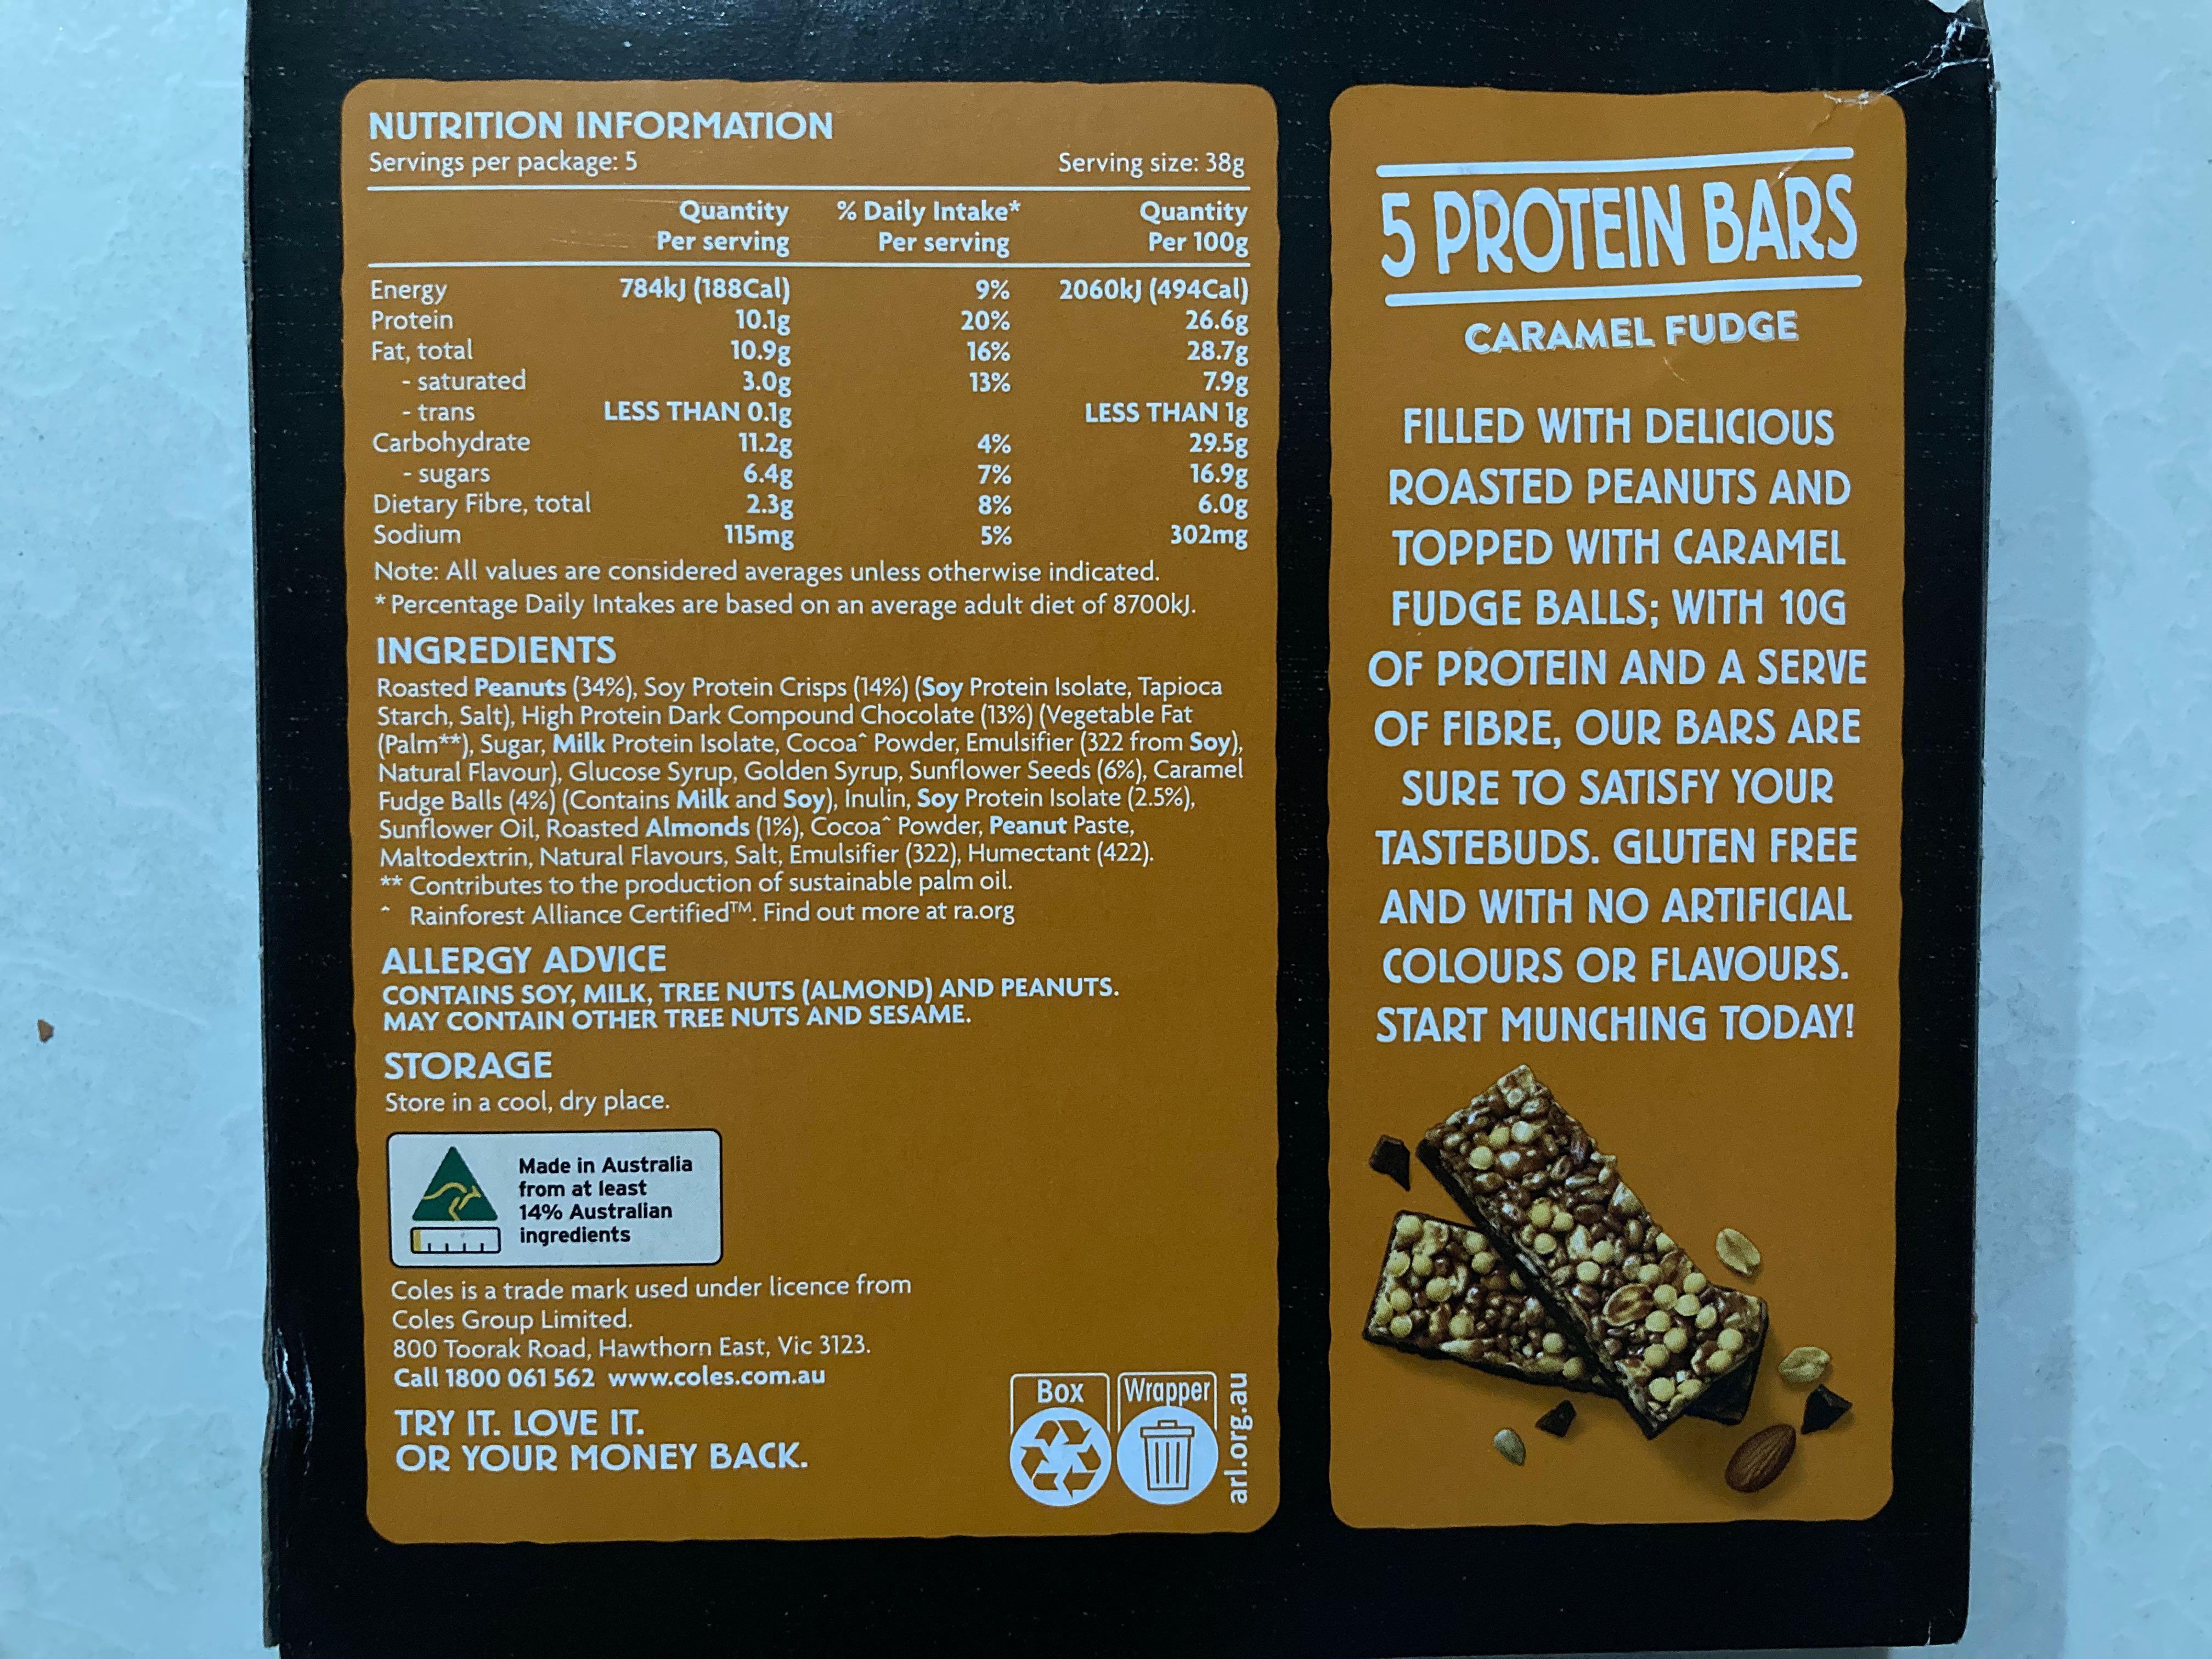 NUTRITION INFORMATION
Servings per package: 5 Serving size: 38g
Quantity % Daily Intake* Quantity
Per serving Per serving Per 100g
Energy 784kJ (188Cal) 9% 2060kJ (494Cal)
Protein 10.1g 20% 26.6g
Fat, total 10.9g 16% 28.7g
- saturated 3.0g 13% 7.9g
- trans LESS THAN 0.1g LESS THAN 1g
Carbohydrate 11.2g 4% 29.5g
- sugars 6.4g 7% 16.9g
Dietary Fibre, total 2.3g 8% 6.0g
Sodium 115mg 5% 302mg
Note: All values are considered averages unless otherwise indicated.
* Percentage Daily Intakes are based on an average adult diet of 8700kJ.
INGREDIENTS
Roasted Peanuts (34%), Soy Protein Crisps (14%) (Soy Protein Isolate, Tapioca
Starch, Salt), High Protein Dark Compound Chocolate (13%) (Vegetable Fat
(Palm**), Sugar, Milk Protein Isolate, Cocoa^ Powder, Emulsifier (322 from Soy),
Natural Flavour), Glucose Syrup, Golden Syrup, Sunflower Seeds (6%), Caramel
Fudge Balls (4%) (Contains Milk and Soy), Inulin, Soy Protein Isolate (2.5%),
Sunflower Oil, Roasted Almonds (1%), Cocoa^ Powder, Peanut Paste,
Maltodextrin, Natural Flavours, Salt, Emulsifier (322), Humectant (422).
** Contributes to the production of sustainable palm oil.
^ Rainforest Alliance Certified™. Find out more at ra.org
ALLERGY ADVICE
CONTAINS SOY, MILK, TREE NUTS (ALMOND) AND PEANUTS.
MAY CONTAIN OTHER TREE NUTS AND SESAME.
STORAGE
Store in a cool, dry place.
Made in Australia
from at least
14% Australian
ingredients
Coles is a trade mark used under licence from
Coles Group Limited.
800 Toorak Road, Hawthorn East, Vic 3123.
Call 1800 061 562 www.coles.com.au
TRY IT. LOVE IT.
OR YOUR MONEY BACK.
Box Wrapper
arl.org.au
5 PROTEIN BARS
CARAMEL FUDGE
FILLED WITH DELICIOUS
ROASTED PEANUTS AND
TOPPED WITH CARAMEL
FUDGE BALLS; WITH 10G
OF PROTEIN AND A SERVE
OF FIBRE, OUR BARS ARE
SURE TO SATISFY YOUR
TASTEBUDS. GLUTEN FREE
AND WITH NO ARTIFICIAL
COLOURS OR FLAVOURS.
START MUNCHING TODAY!